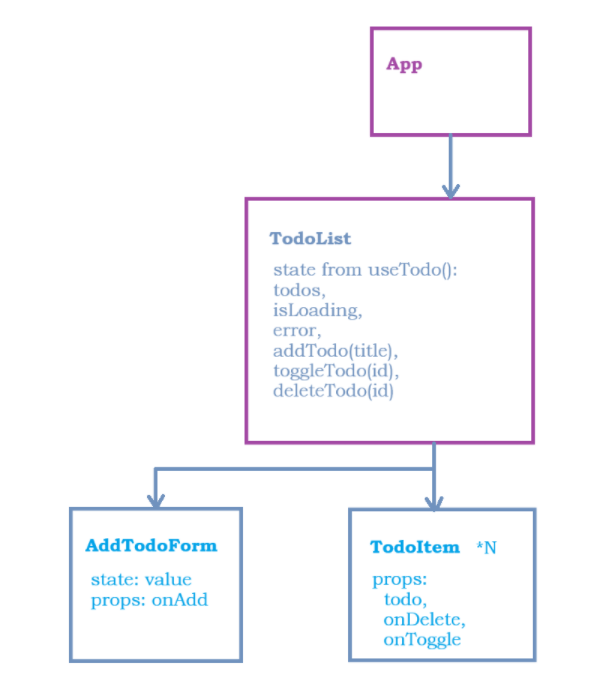 App
TodoList
state from useTodo():
todos,
isLoading,
error,
addTodo(title),
toggleTodo(id),
deleteTodo(id)
AddTodoForm
state: value
props: onAdd
TodoItem *N
props:
todo,
onDelete,
onToggle